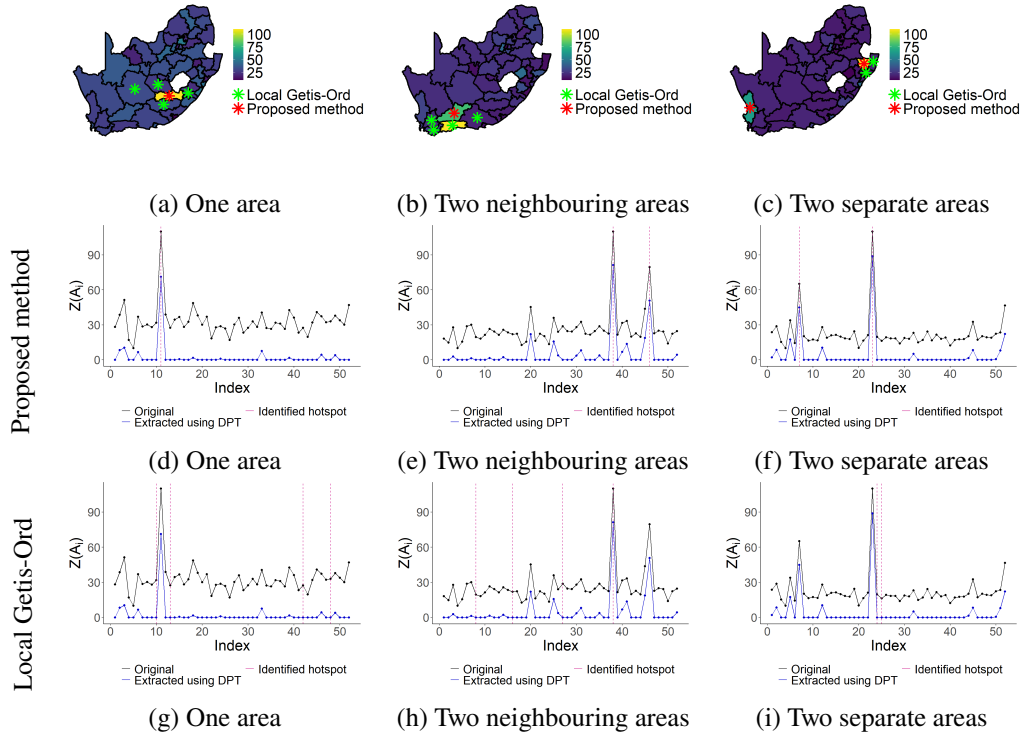 100
75
50
25
Local Getis-Ord
Proposed method
100
75
50
25
Local Getis-Ord
Proposed method
100
75
50
25
Local Getis-Ord
Proposed method
(a) One area
(b) Two neighbouring areas
(c) Two separate areas
Proposed method
Z(Aᵢ)
90
60
30
0
0 10 20 30 40 50
Index
Original
Identified hotspot
Extracted using DPT
Z(Aᵢ)
90
60
30
0
0 10 20 30 40 50
Index
Original
Identified hotspot
Extracted using DPT
Z(Aᵢ)
90
60
30
0
0 10 20 30 40 50
Index
Original
Identified hotspot
Extracted using DPT
(d) One area
(e) Two neighbouring areas
(f) Two separate areas
Local Getis-Ord
Z(Aᵢ)
90
60
30
0
0 10 20 30 40 50
Index
Original
Identified hotspot
Extracted using DPT
Z(Aᵢ)
90
60
30
0
0 10 20 30 40 50
Index
Original
Identified hotspot
Extracted using DPT
Z(Aᵢ)
90
60
30
0
0 10 20 30 40 50
Index
Original
Identified hotspot
Extracted using DPT
(g) One area
(h) Two neighbouring areas
(i) Two separate areas